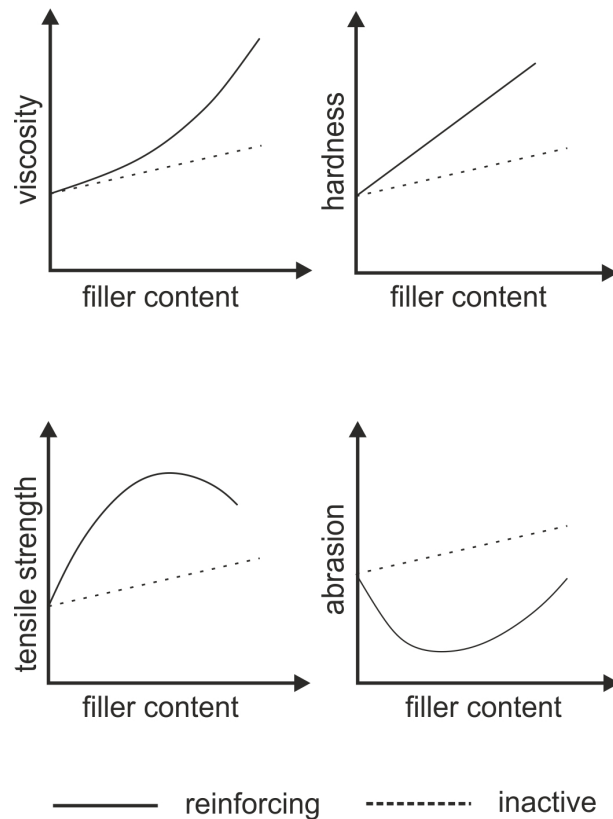 viscosity
filler content
hardness
filler content
tensile strength
filler content
abrasion
filler content
reinforcing
inactive